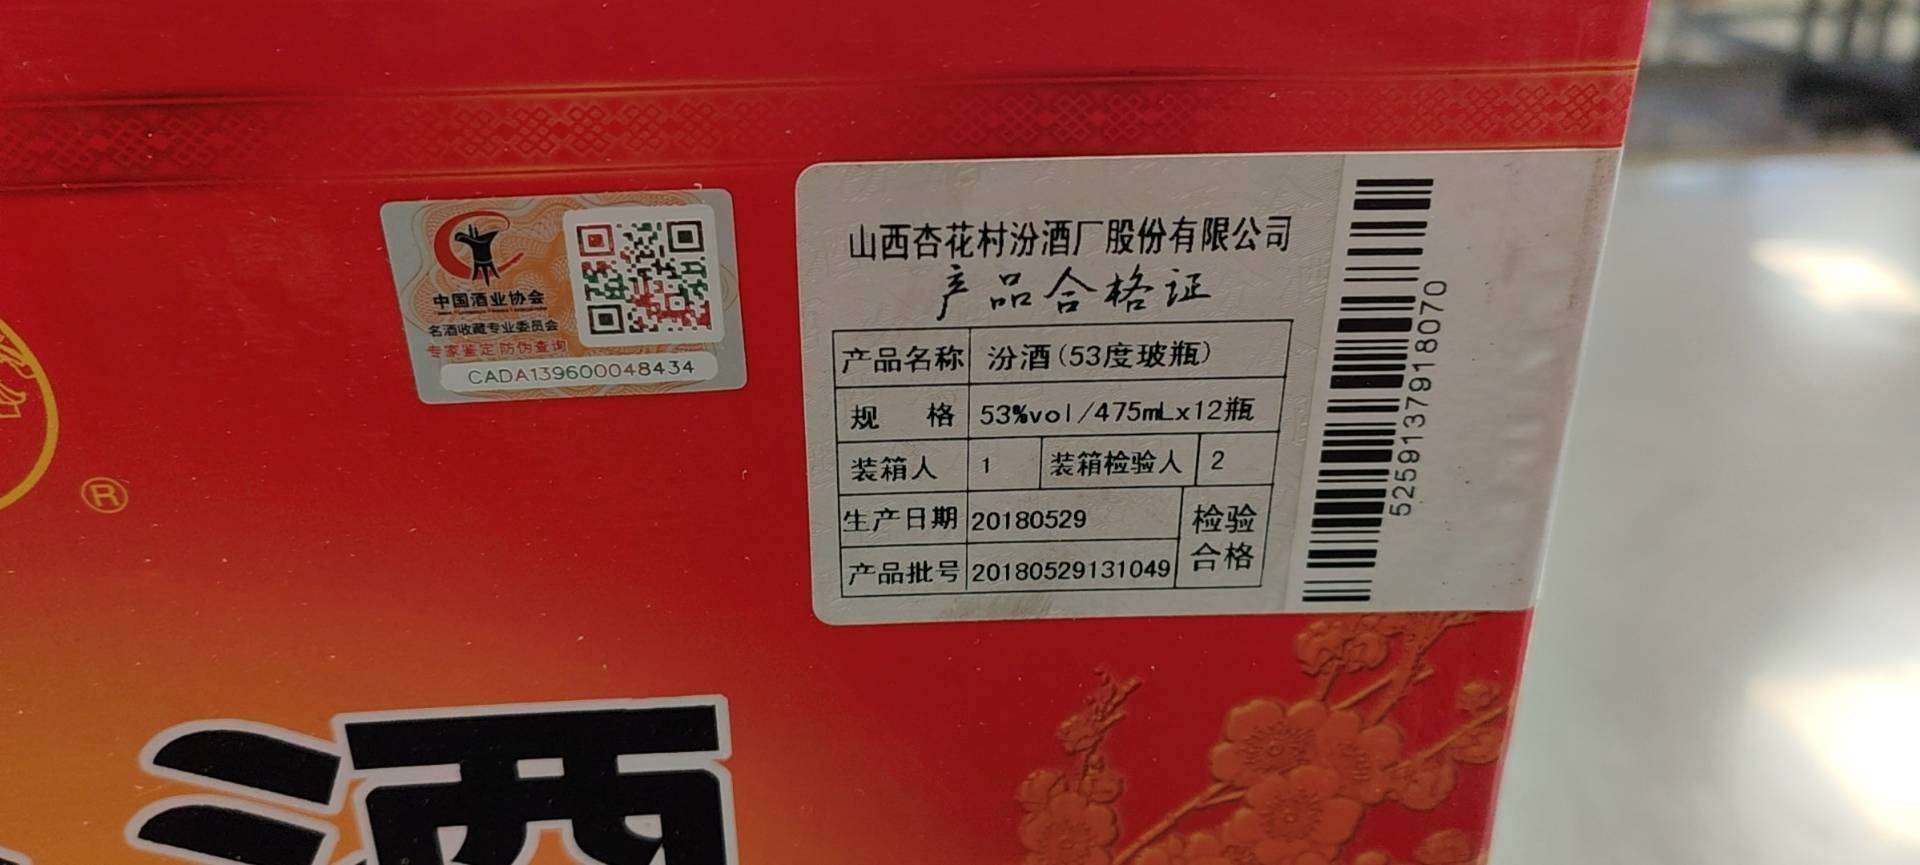 中国酒业协会
名酒收藏专业委员会
专家鉴定 防伪查询
CADA139600048434
®
山西杏花村汾酒厂股份有限公司
产品合格证
产品名称 汾酒(53度玻瓶)
规 格 53%vol/475mLx12瓶
装箱人 1 装箱检验人 2
生产日期 20180529
产品批号 20180529131049
检验
合格
5259137918070
酒